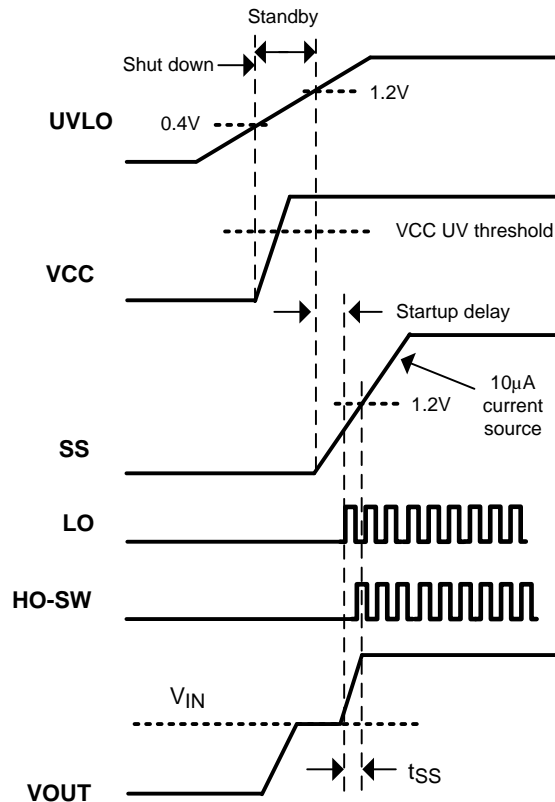 Standby
Shut down
1.2V
UVLO
0.4V
VCC UV threshold
VCC
Startup delay
10μA
current
source
1.2V
SS
LO
HO-SW
VIN
tSS
VOUT